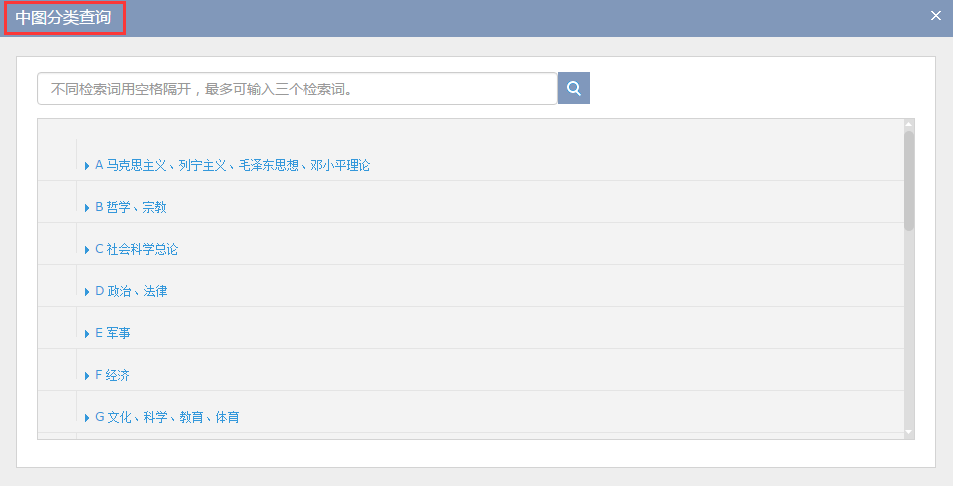 中图分类查询
不同检索词用空格隔开，最多可输入三个检索词。
A 马克思主义、列宁主义、毛泽东思想、邓小平理论
B 哲学、宗教
C 社会科学总论
D 政治、法律
E 军事
F 经济
G 文化、科学、教育、体育